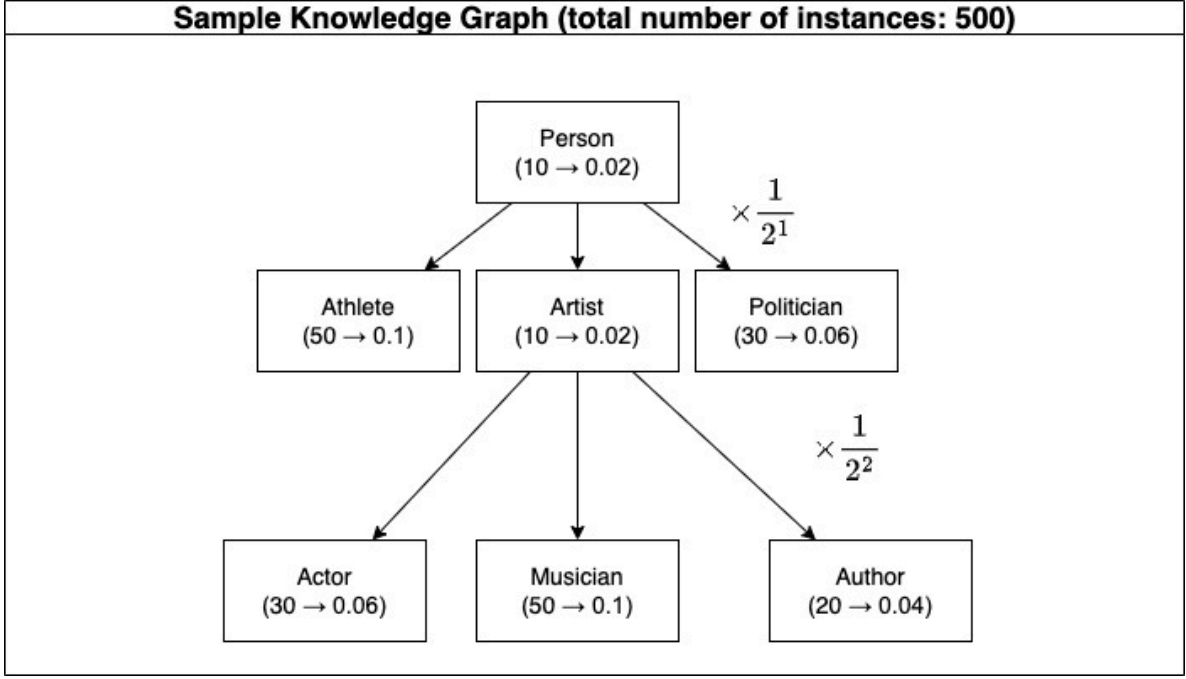 Sample Knowledge Graph (total number of instances: 500)
Person
(10 → 0.02)
× 1/2¹
Athlete
(50 → 0.1)
Artist
(10 → 0.02)
Politician
(30 → 0.06)
× 1/2²
Actor
(30 → 0.06)
Musician
(50 → 0.1)
Author
(20 → 0.04)